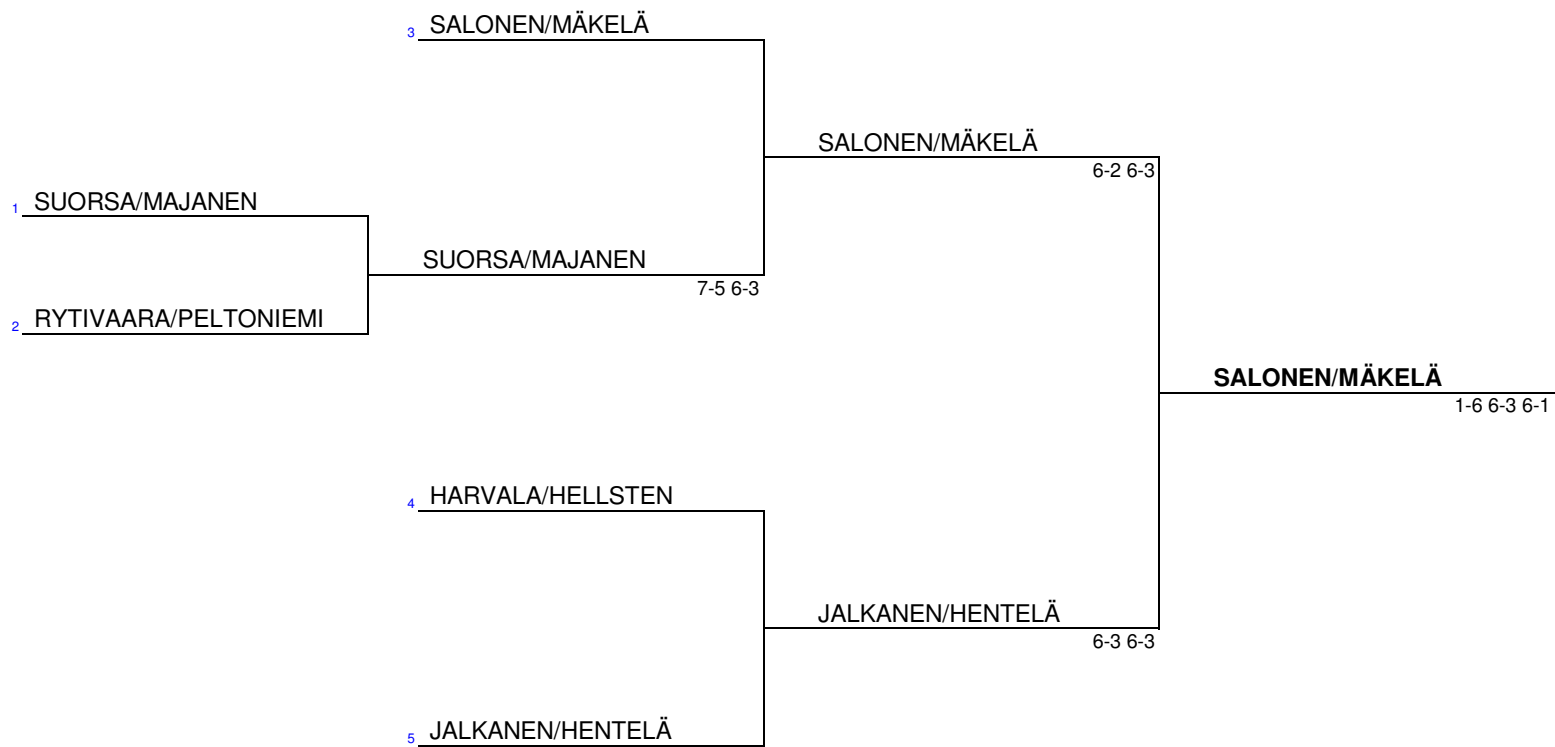 3 SALONEN/MÄKELÄ
SALONEN/MÄKELÄ
6-2 6-3
1 SUORSA/MAJANEN
SUORSA/MAJANEN
7-5 6-3
2 RYTIVAARA/PELTONIEMI
SALONEN/MÄKELÄ
1-6 6-3 6-1
4 HARVALA/HELLSTEN
JALKANEN/HENTELÄ
6-3 6-3
5 JALKANEN/HENTELÄ